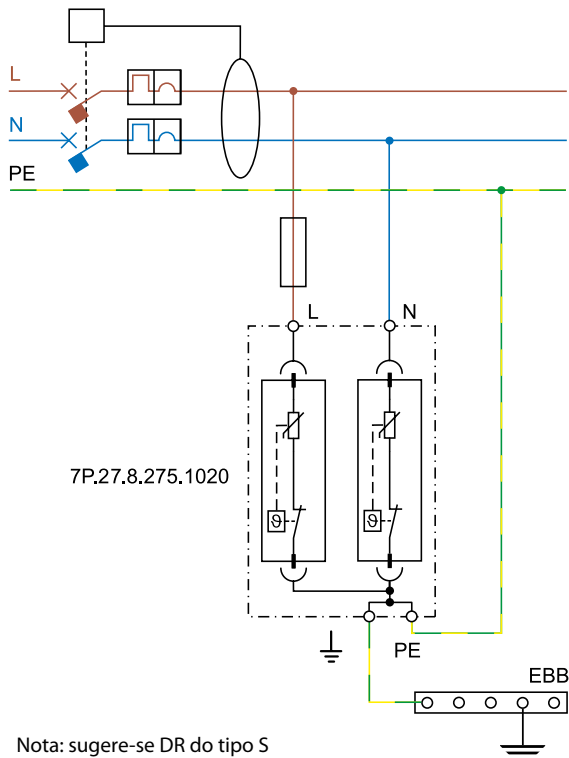 L
N
PE
L
N
7P.27.8.275.1020
ϑ
ϑ
PE
EBB
Nota: sugere-se DR do tipo S